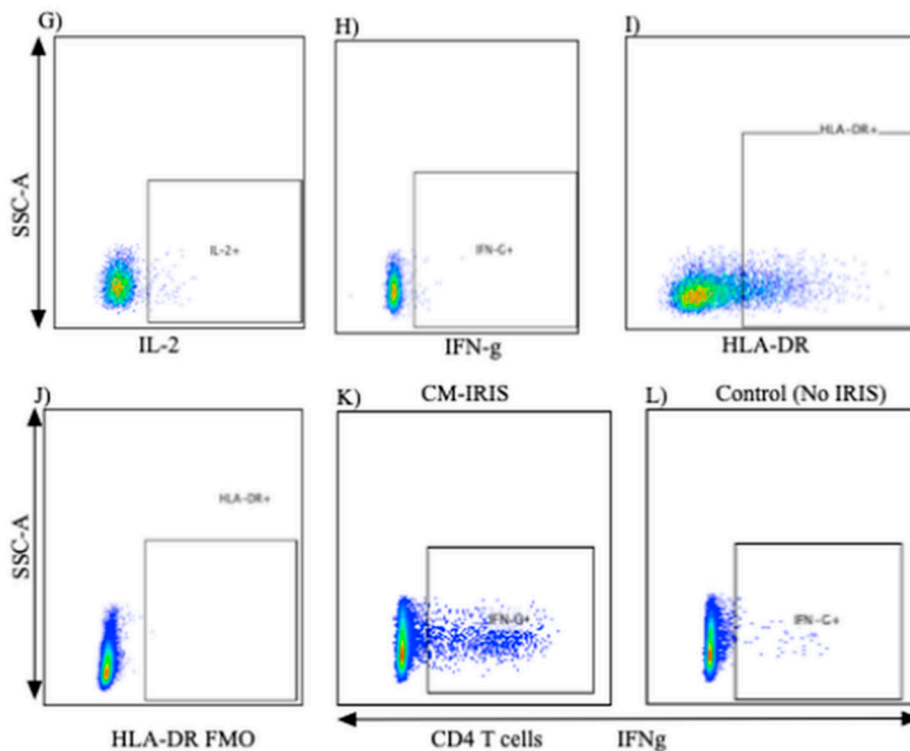 G)
H)
I)
HLA-DR+
SSC-A
IL-2+
IFN-G+
IL-2
IFN-g
HLA-DR
J)
K)
CM-IRIS
L)
Control (No IRIS)
SSC-A
HLA-DR+
IFN-G+
IFN-G+
HLA-DR FMO
CD4 T cells
IFNg